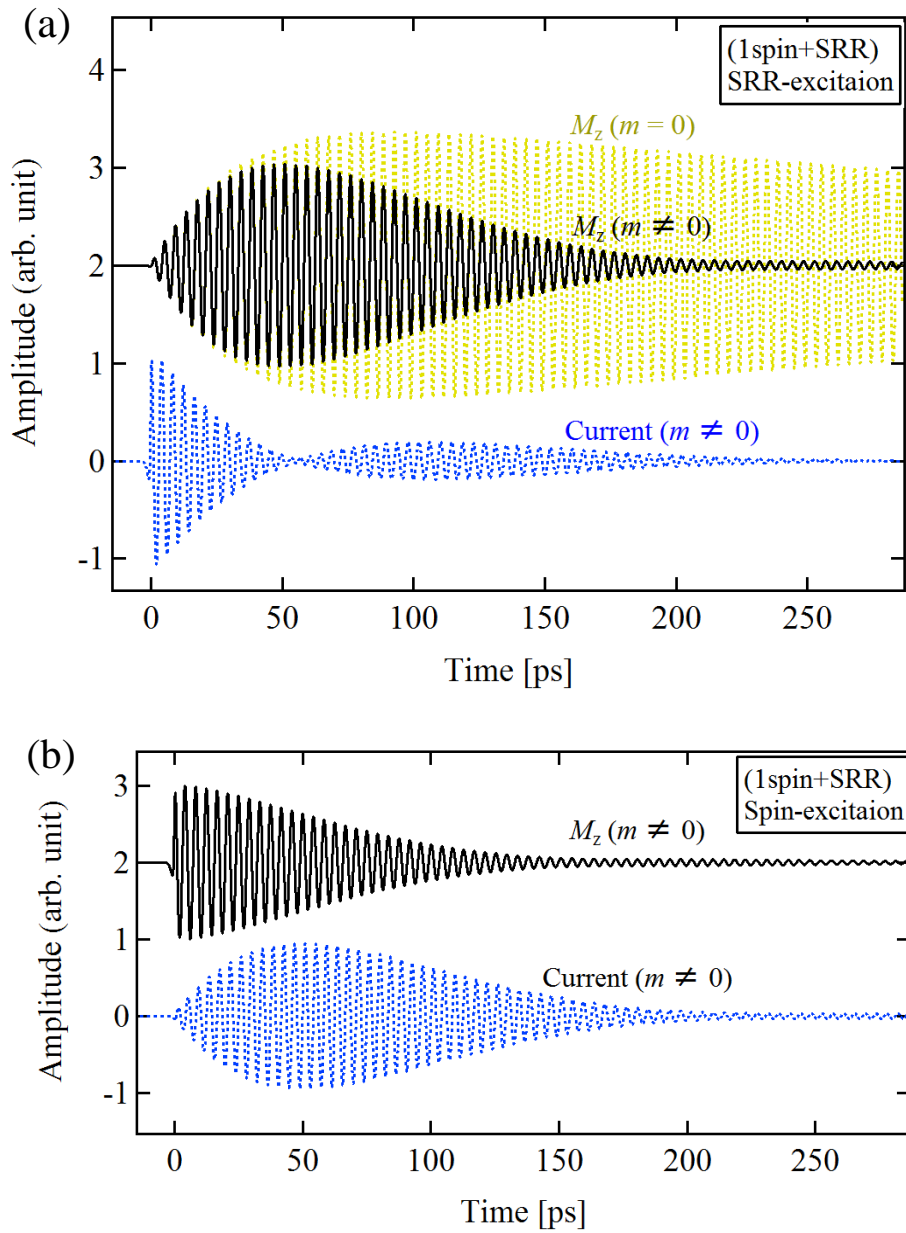 (a)
(1spin+SRR)
SRR-excitaion
Mz (m = 0)
Mz (m ≠ 0)
Current (m ≠ 0)
Amplitude (arb. unit)
4
3
2
1
0
-1
0 50 100 150 200 250
Time [ps]
(b)
(1spin+SRR)
Spin-excitaion
Mz (m ≠ 0)
Current (m ≠ 0)
Amplitude (arb. unit)
3
2
1
0
-1
0 50 100 150 200 250
Time [ps]